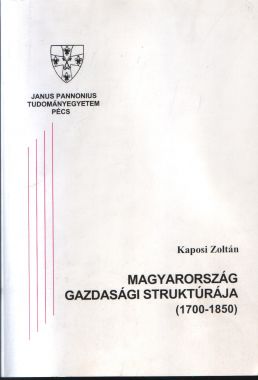 JANUS PANNONIUS
TUDOMÁNYEGYETEM
PÉCS
Kaposi Zoltán
MAGYARORSZÁG
GAZDASÁGI STRUKTÚRÁJA
(1700-1850)